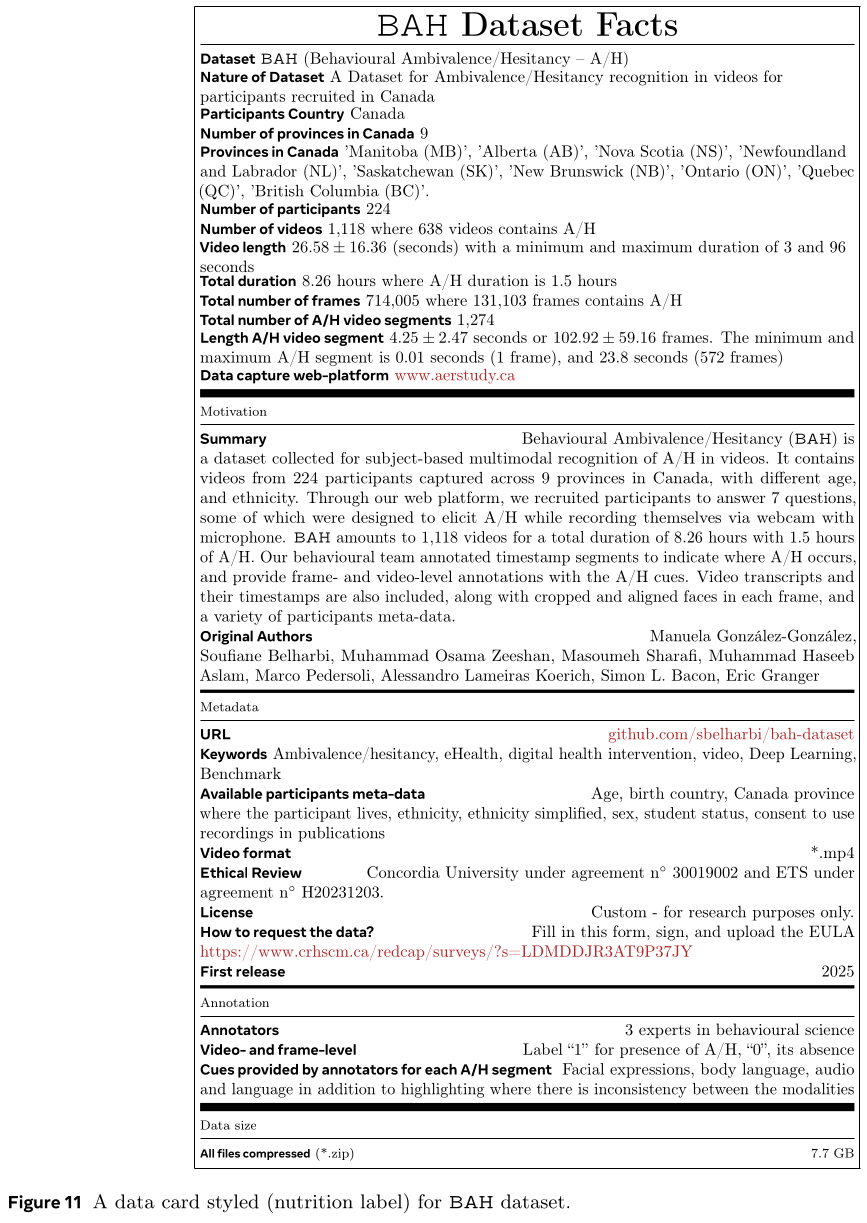 BAH Dataset Facts
Dataset BAH (Behavioural Ambivalence/Hesitancy – A/H)
Nature of Dataset A Dataset for Ambivalence/Hesitancy recognition in videos for
participants recruited in Canada
Participants Country Canada
Number of provinces in Canada 9
Provinces in Canada 'Manitoba (MB)', 'Alberta (AB)', 'Nova Scotia (NS)', 'Newfoundland
and Labrador (NL)', 'Saskatchewan (SK)', 'New Brunswick (NB)', 'Ontario (ON)', 'Quebec
(QC)', 'British Columbia (BC)'.
Number of participants 224
Number of videos 1,118 where 638 videos contains A/H
Video length 26.58 ± 16.36 (seconds) with a minimum and maximum duration of 3 and 96
seconds
Total duration 8.26 hours where A/H duration is 1.5 hours
Total number of frames 714,005 where 131,103 frames contains A/H
Total number of A/H video segments 1,274
Length A/H video segment 4.25 ± 2.47 seconds or 102.92 ± 59.16 frames. The minimum and
maximum A/H segment is 0.01 seconds (1 frame), and 23.8 seconds (572 frames)
Data capture web-platform www.aerstudy.ca
Motivation
Summary Behavioural Ambivalence/Hesitancy (BAH) is
a dataset collected for subject-based multimodal recognition of A/H in videos. It contains
videos from 224 participants captured across 9 provinces in Canada, with different age,
and ethnicity. Through our web platform, we recruited participants to answer 7 questions,
some of which were designed to elicit A/H while recording themselves via webcam with
microphone. BAH amounts to 1,118 videos for a total duration of 8.26 hours with 1.5 hours
of A/H. Our behavioural team annotated timestamp segments to indicate where A/H occurs,
and provide frame- and video-level annotations with the A/H cues. Video transcripts and
their timestamps are also included, along with cropped and aligned faces in each frame, and
a variety of participants meta-data.
Original Authors Manuela González-González,
Soufiane Belharbi, Muhammad Osama Zeeshan, Masoumeh Sharafi, Muhammad Haseeb
Aslam, Marco Pedersoli, Alessandro Lameiras Koerich, Simon L. Bacon, Eric Granger
Metadata
URL github.com/sbelharbi/bah-dataset
Keywords Ambivalence/hesitancy, eHealth, digital health intervention, video, Deep Learning,
Benchmark
Available participants meta-data Age, birth country, Canada province
where the participant lives, ethnicity, ethnicity simplified, sex, student status, consent to use
recordings in publications
Video format *.mp4
Ethical Review Concordia University under agreement n° 30019002 and ETS under
agreement n° H20231203.
License Custom - for research purposes only.
How to request the data? Fill in this form, sign, and upload the EULA
https://www.crhscm.ca/redcap/surveys/?s=LDMDDJR3AT9P37JY
First release 2025
Annotation
Annotators 3 experts in behavioural science
Video- and frame-level Label “1” for presence of A/H, “0”, its absence
Cues provided by annotators for each A/H segment Facial expressions, body language, audio
and language in addition to highlighting where there is inconsistency between the modalities
Data size
All files compressed (*.zip) 7.7 GB
Figure 11 A data card styled (nutrition label) for BAH dataset.